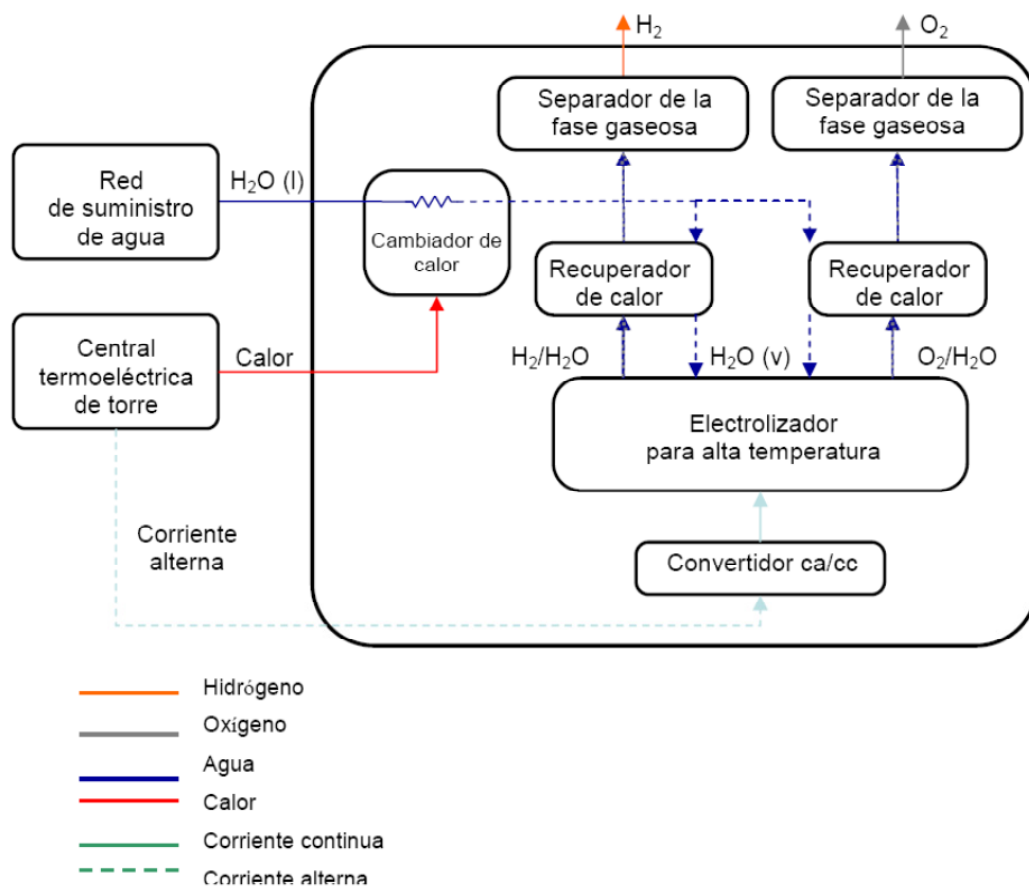 H2
O2
Separador de la
fase gaseosa
Separador de la
fase gaseosa
Red
de suministro
de agua
H2O (l)
Cambiador de
calor
Recuperador
de calor
Recuperador
de calor
Central
termoeléctrica
de torre
Calor
H2/H2O
H2O (v)
O2/H2O
Electrolizador
para alta temperatura
Corriente
alterna
Convertidor ca/cc
Hidrógeno
Oxígeno
Agua
Calor
Corriente continua
Corriente alterna